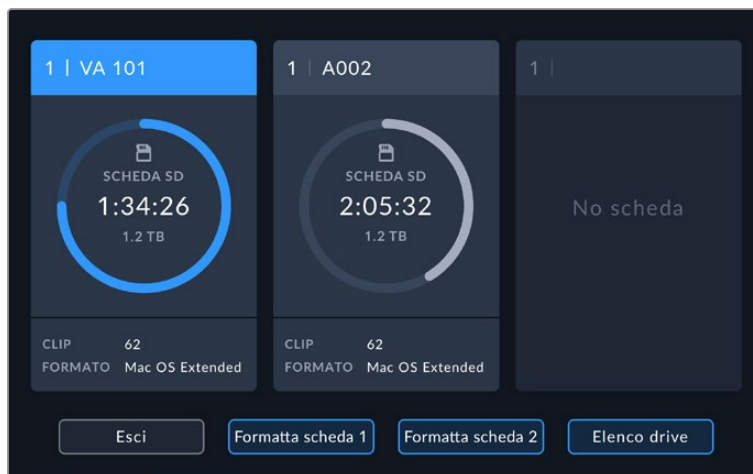 1 | VA 101
SCHEDA SD
1:34:26
1.2 TB
CLIP 62
FORMATO Mac OS Extended
1 | A002
SCHEDA SD
2:05:32
1.2 TB
CLIP 62
FORMATO Mac OS Extended
1 |
No scheda
Esci
Formatta scheda 1
Formatta scheda 2
Elenco drive